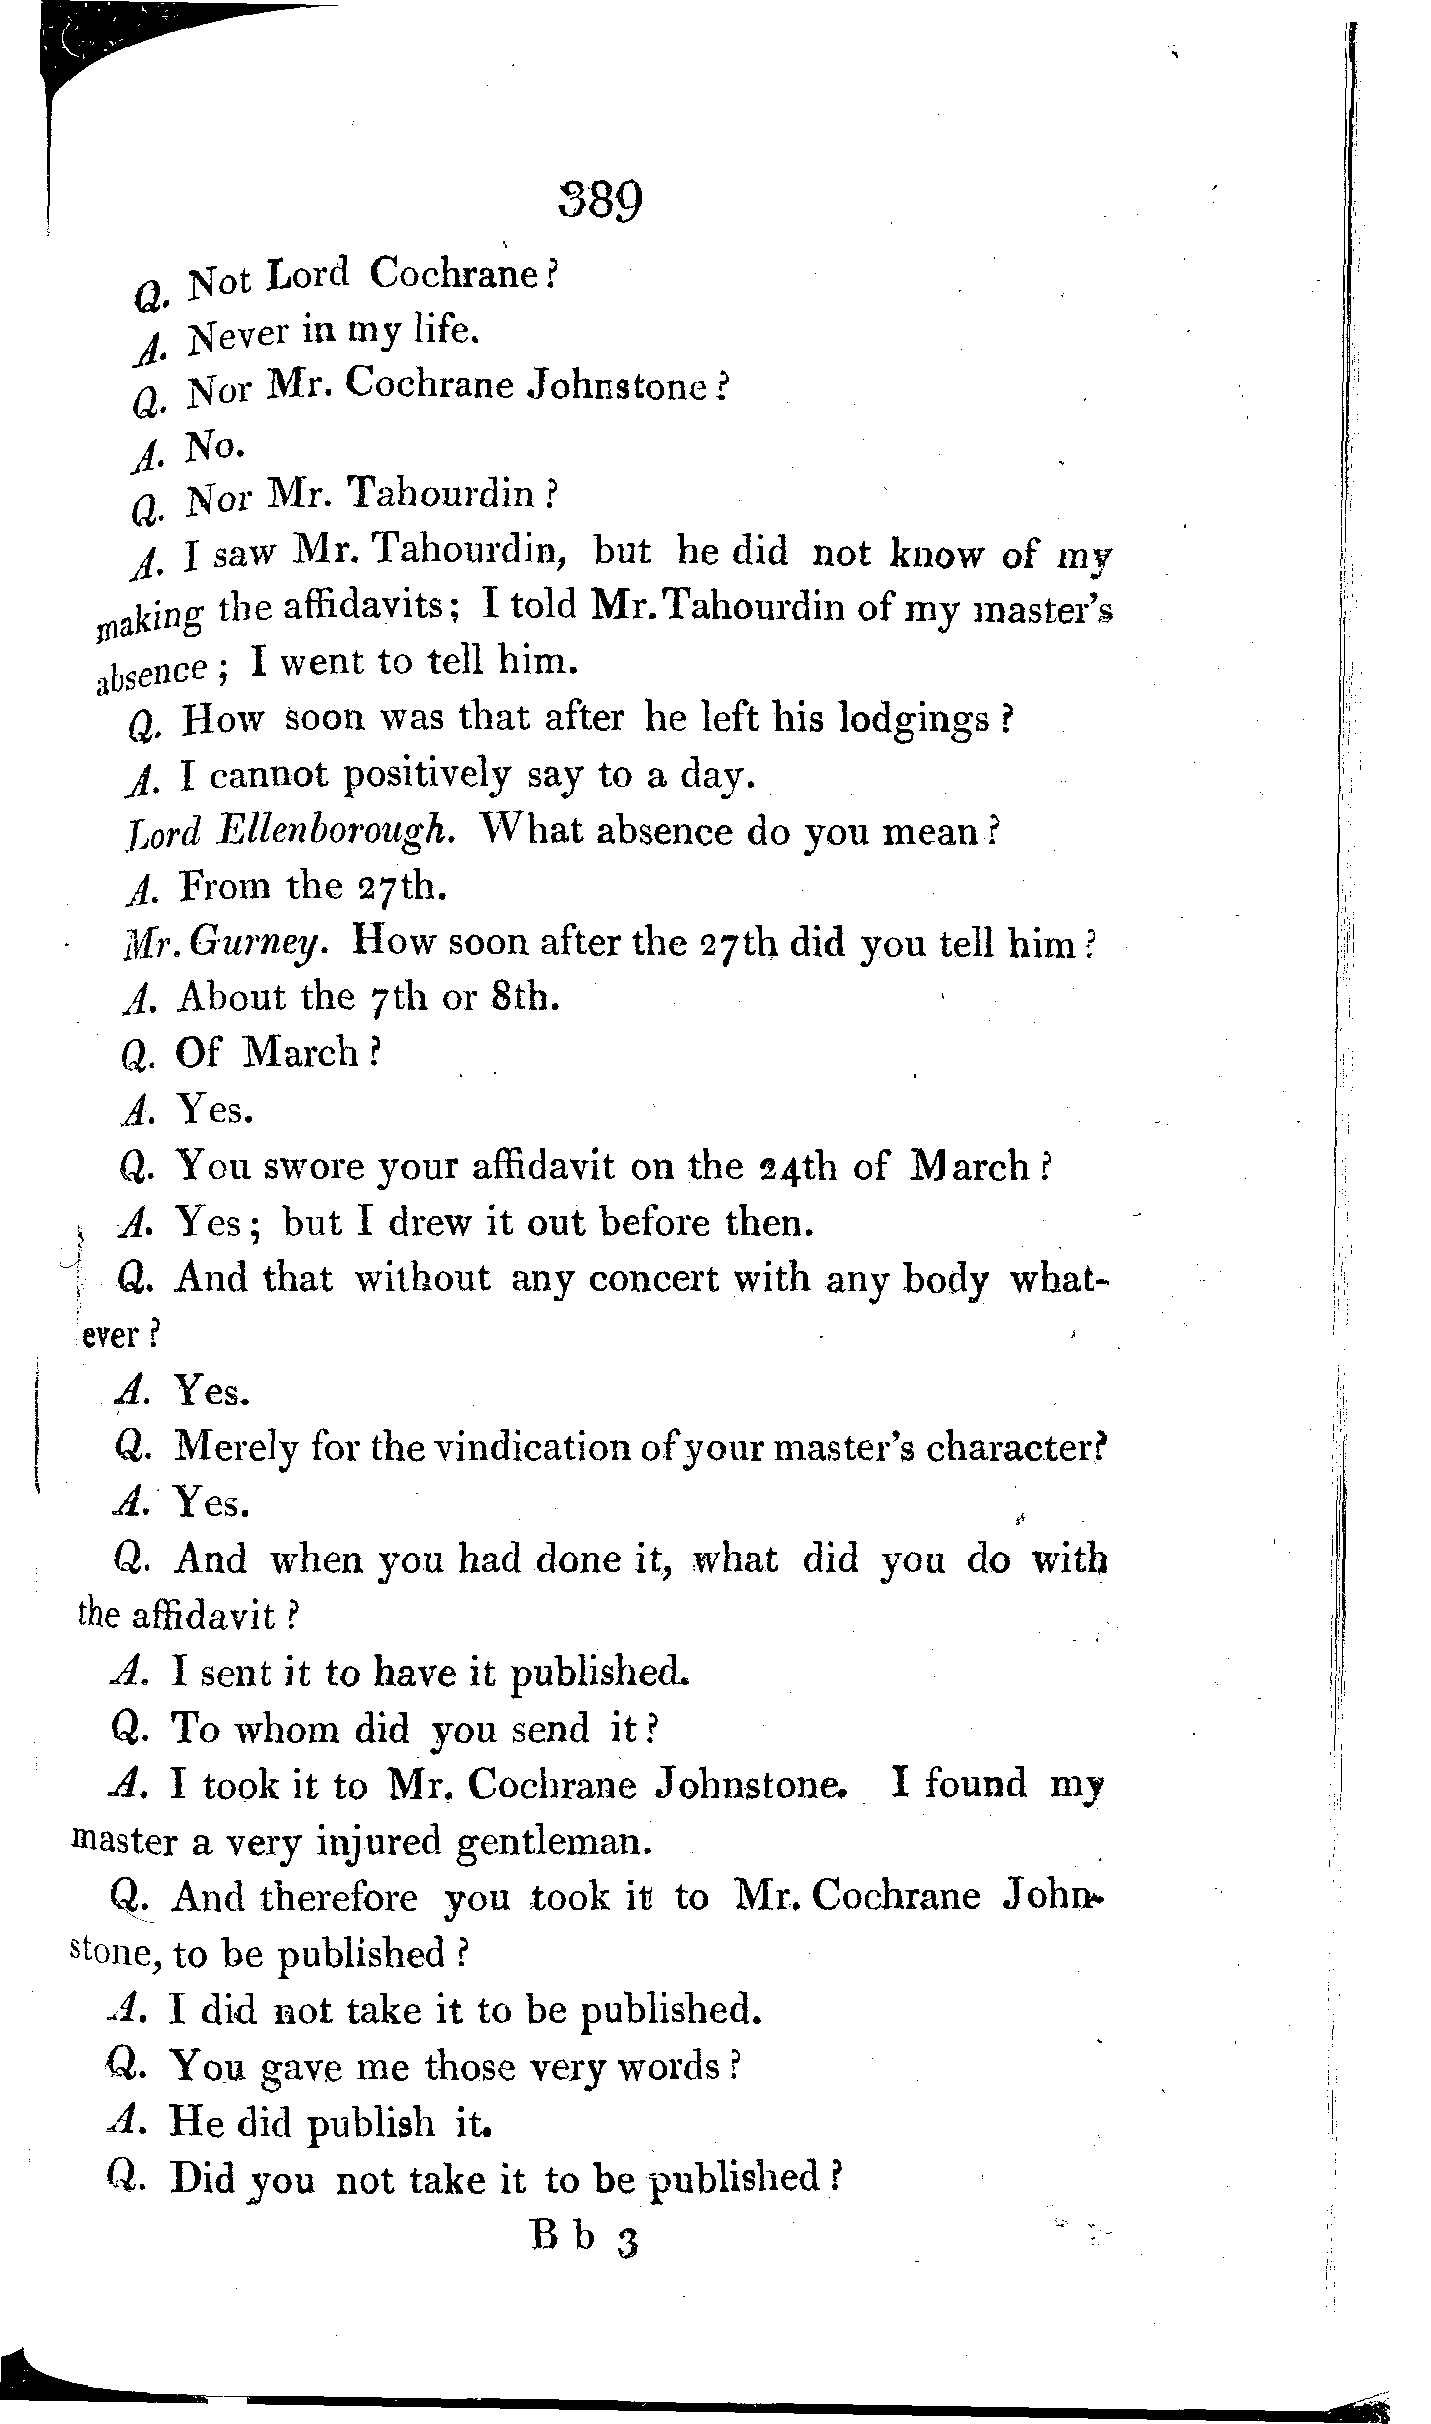 389
Q. Not Lord Cochrane?
A. Never in my life.
Q. Nor Mr. Cochrane Johnstone?
A. No.
Q. Nor Mr. Tahourdin?
A. I saw Mr. Tahourdin, but he did not know of my
making the affidavits; I told Mr. Tahourdin of my master's
absence; I went to tell him.
Q. How soon was that after he left his lodgings?
A. I cannot positively say to a day.
Lord Ellenborough. What absence do you mean?
A. From the 27th.
Mr. Gurney. How soon after the 27th did you tell him?
A. About the 7th or 8th.
Q. Of March?
A. Yes.
Q. You swore your affidavit on the 24th of March?
A. Yes; but I drew it out before then.
Q. And that without any concert with any body what-
ever?
A. Yes.
Q. Merely for the vindication of your master's character?
A. Yes.
Q. And when you had done it, what did you do with
the affidavit?
A. I sent it to have it published.
Q. To whom did you send it?
A. I took it to Mr. Cochrane Johnstone. I found my
master a very injured gentleman.
Q. And therefore you took it to Mr. Cochrane John-
stone, to be published?
A. I did not take it to be published.
Q. You gave me those very words?
A. He did publish it.
Q. Did you not take it to be published?
B b 3